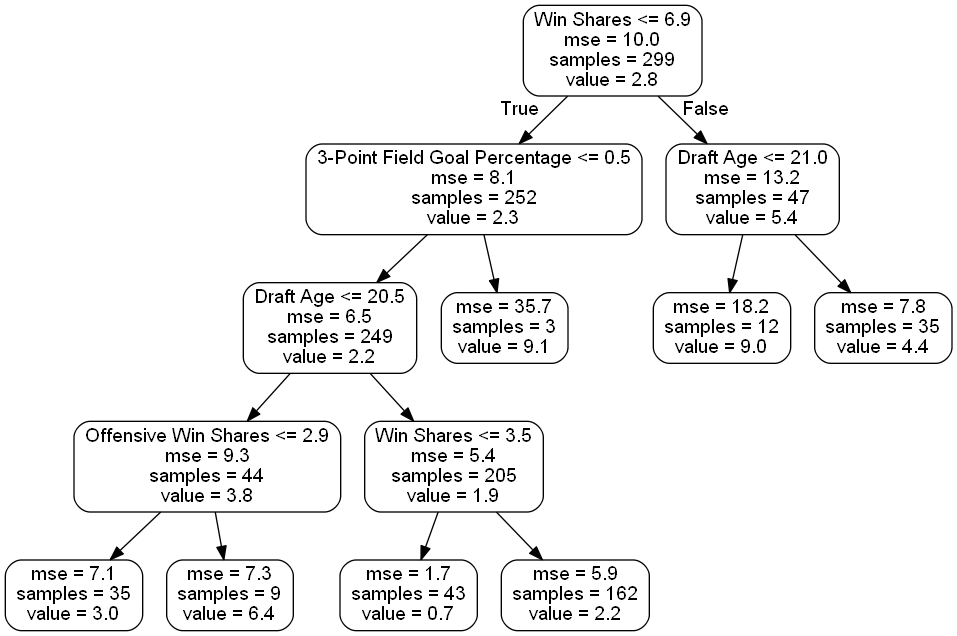 Win Shares <= 6.9
mse = 10.0
samples = 299
value = 2.8
True
False
3-Point Field Goal Percentage <= 0.5
mse = 8.1
samples = 252
value = 2.3
Draft Age <= 21.0
mse = 13.2
samples = 47
value = 5.4
Draft Age <= 20.5
mse = 6.5
samples = 249
value = 2.2
mse = 35.7
samples = 3
value = 9.1
mse = 18.2
samples = 12
value = 9.0
mse = 7.8
samples = 35
value = 4.4
Offensive Win Shares <= 2.9
mse = 9.3
samples = 44
value = 3.8
Win Shares <= 3.5
mse = 5.4
samples = 205
value = 1.9
mse = 7.1
samples = 35
value = 3.0
mse = 7.3
samples = 9
value = 6.4
mse = 1.7
samples = 43
value = 0.7
mse = 5.9
samples = 162
value = 2.2